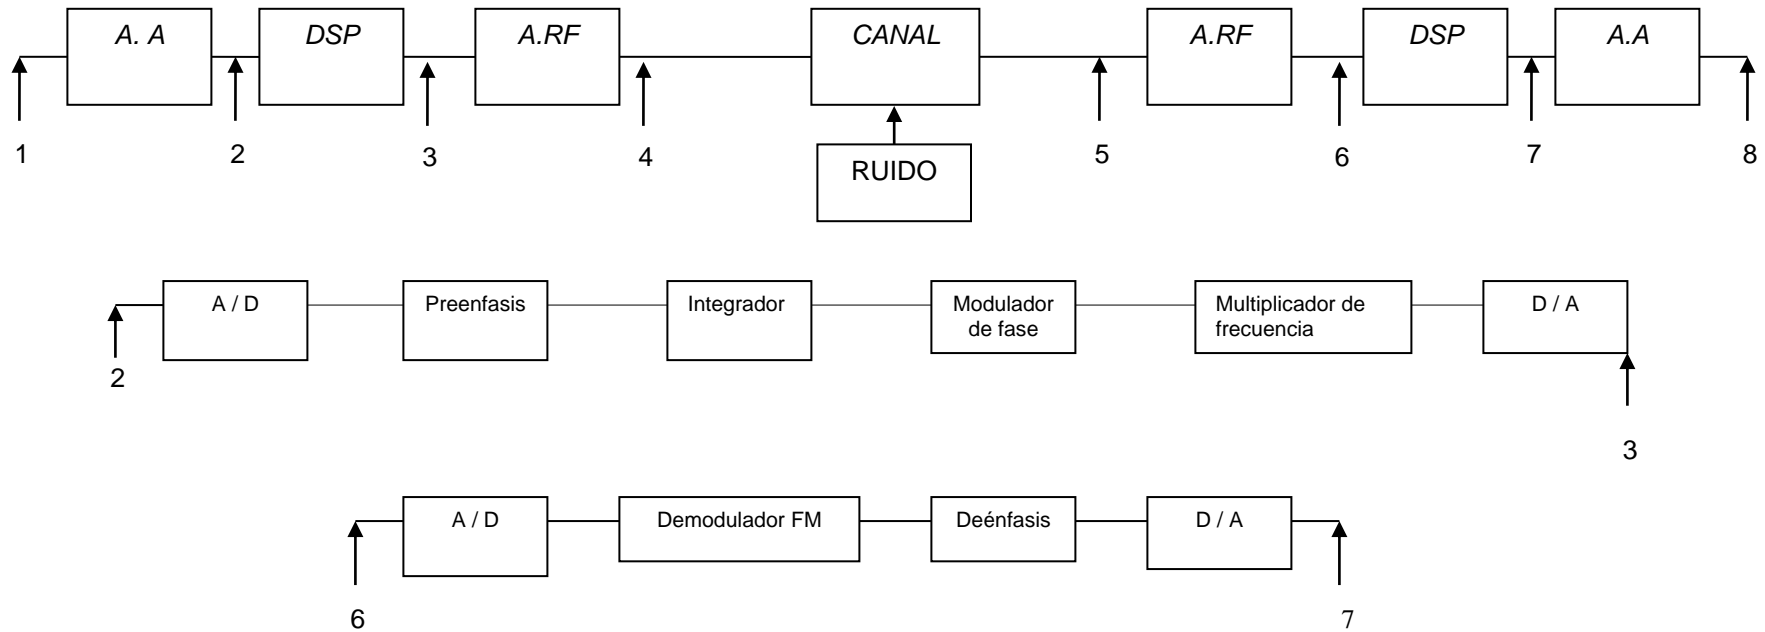 A. A DSP A.RF CANAL A.RF DSP A.A
1 2 3 4 5 6 7 8
RUIDO
A / D Preenfasis Integrador Modulador Multiplicador de D / A
de fase frecuencia
2
3
A / D Demodulador FM Deénfasis D / A
6 7